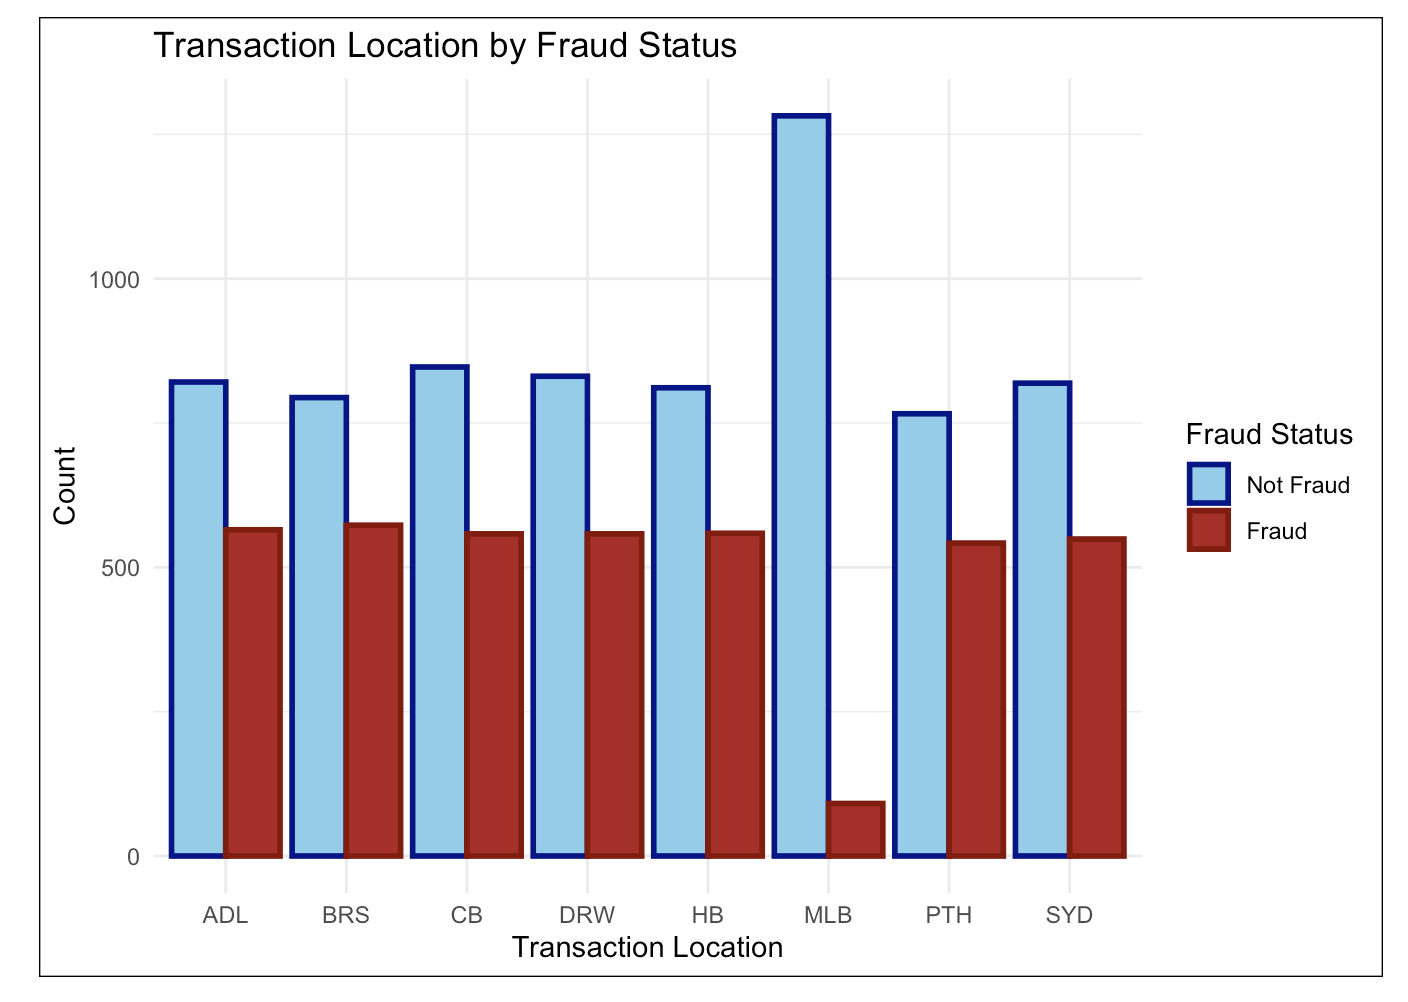 Transaction Location by Fraud Status
1000
500
0
Count
ADL BRS CB DRW HB MLB PTH SYD
Transaction Location
Fraud Status
Not Fraud
Fraud